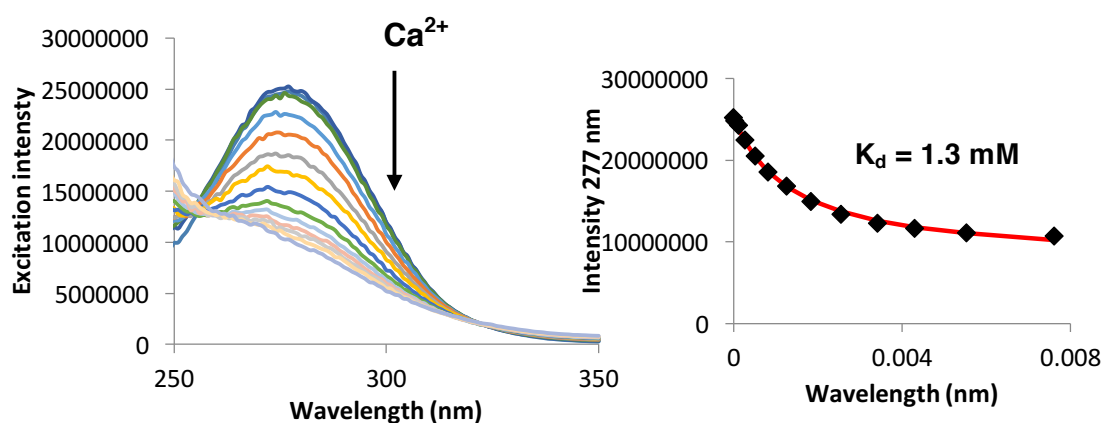 Ca2+
Excitation intensty
30000000
25000000
20000000
15000000
10000000
5000000
0
250
300
350
Wavelength (nm)
Intensity 277 nm
30000000
20000000
10000000
0
Kd = 1.3 mM
0
0.004
0.008
Wavelength (nm)